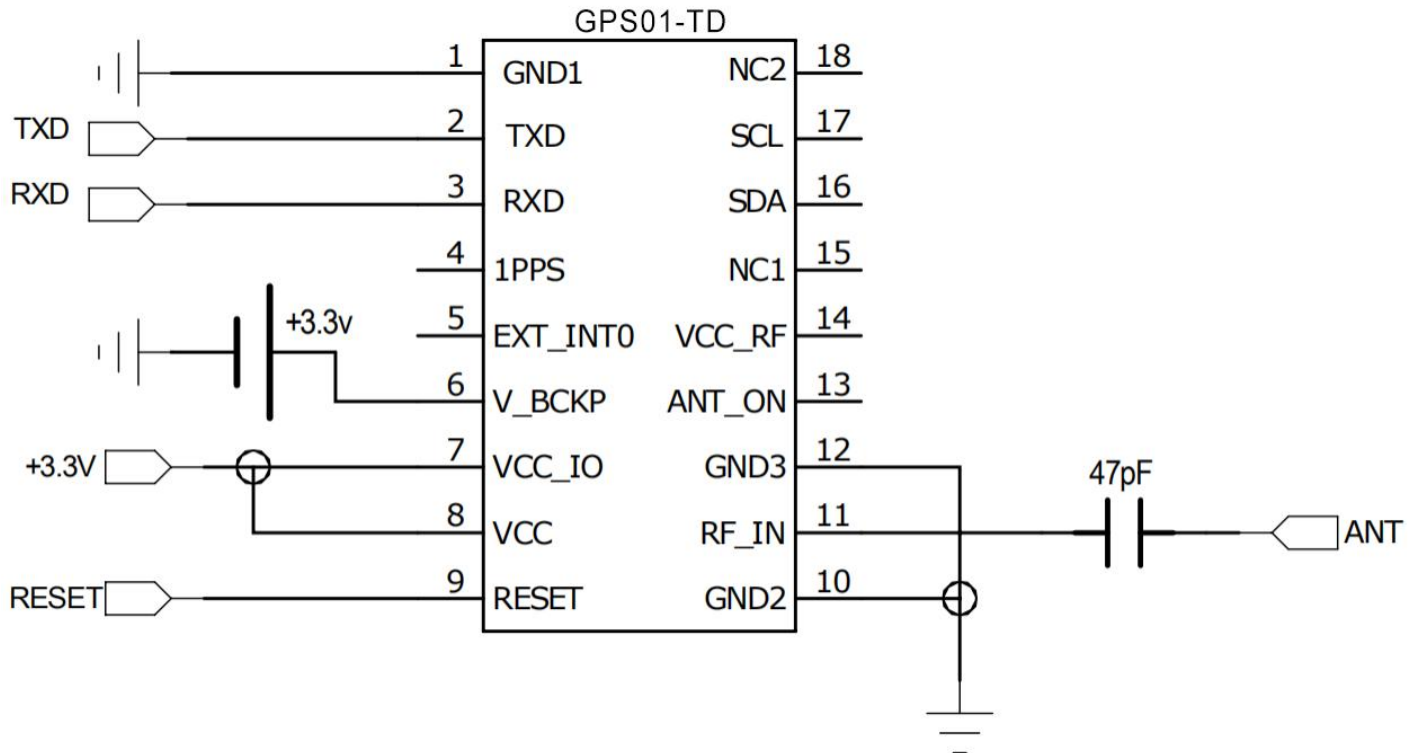 GPS01-TD
1 GND1 NC2 18
TXD 2 TXD SCL 17
RXD 3 RXD SDA 16
4 1PPS NC1 15
+3.3v 5 EXT_INT0 VCC_RF 14
6 V_BCKP ANT_ON 13
+3.3V 7 VCC_IO GND3 12 47pF
8 VCC RF_IN 11 ANT
RESET 9 RESET GND2 10